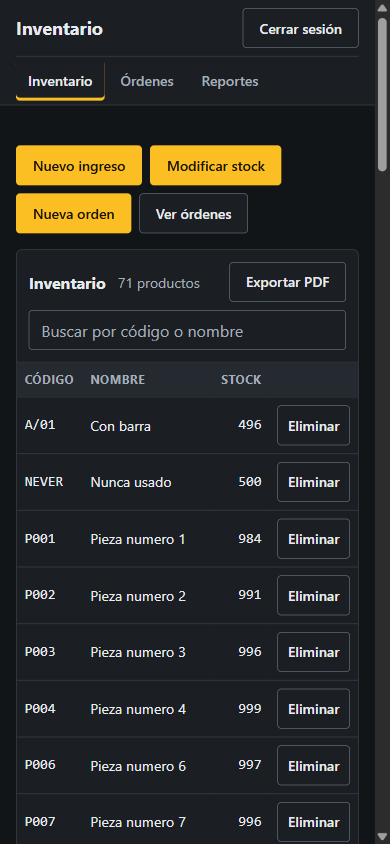 Inventario
Cerrar sesión
Inventario Órdenes Reportes
Nuevo ingreso Modificar stock
Nueva orden Ver órdenes
Inventario 71 productos Exportar PDF
Buscar por código o nombre
CÓDIGO NOMBRE STOCK
A/01 Con barra 496 Eliminar
NEVER Nunca usado 500 Eliminar
P001 Pieza numero 1 984 Eliminar
P002 Pieza numero 2 991 Eliminar
P003 Pieza numero 3 996 Eliminar
P004 Pieza numero 4 999 Eliminar
P006 Pieza numero 6 997 Eliminar
P007 Pieza numero 7 996 Eliminar